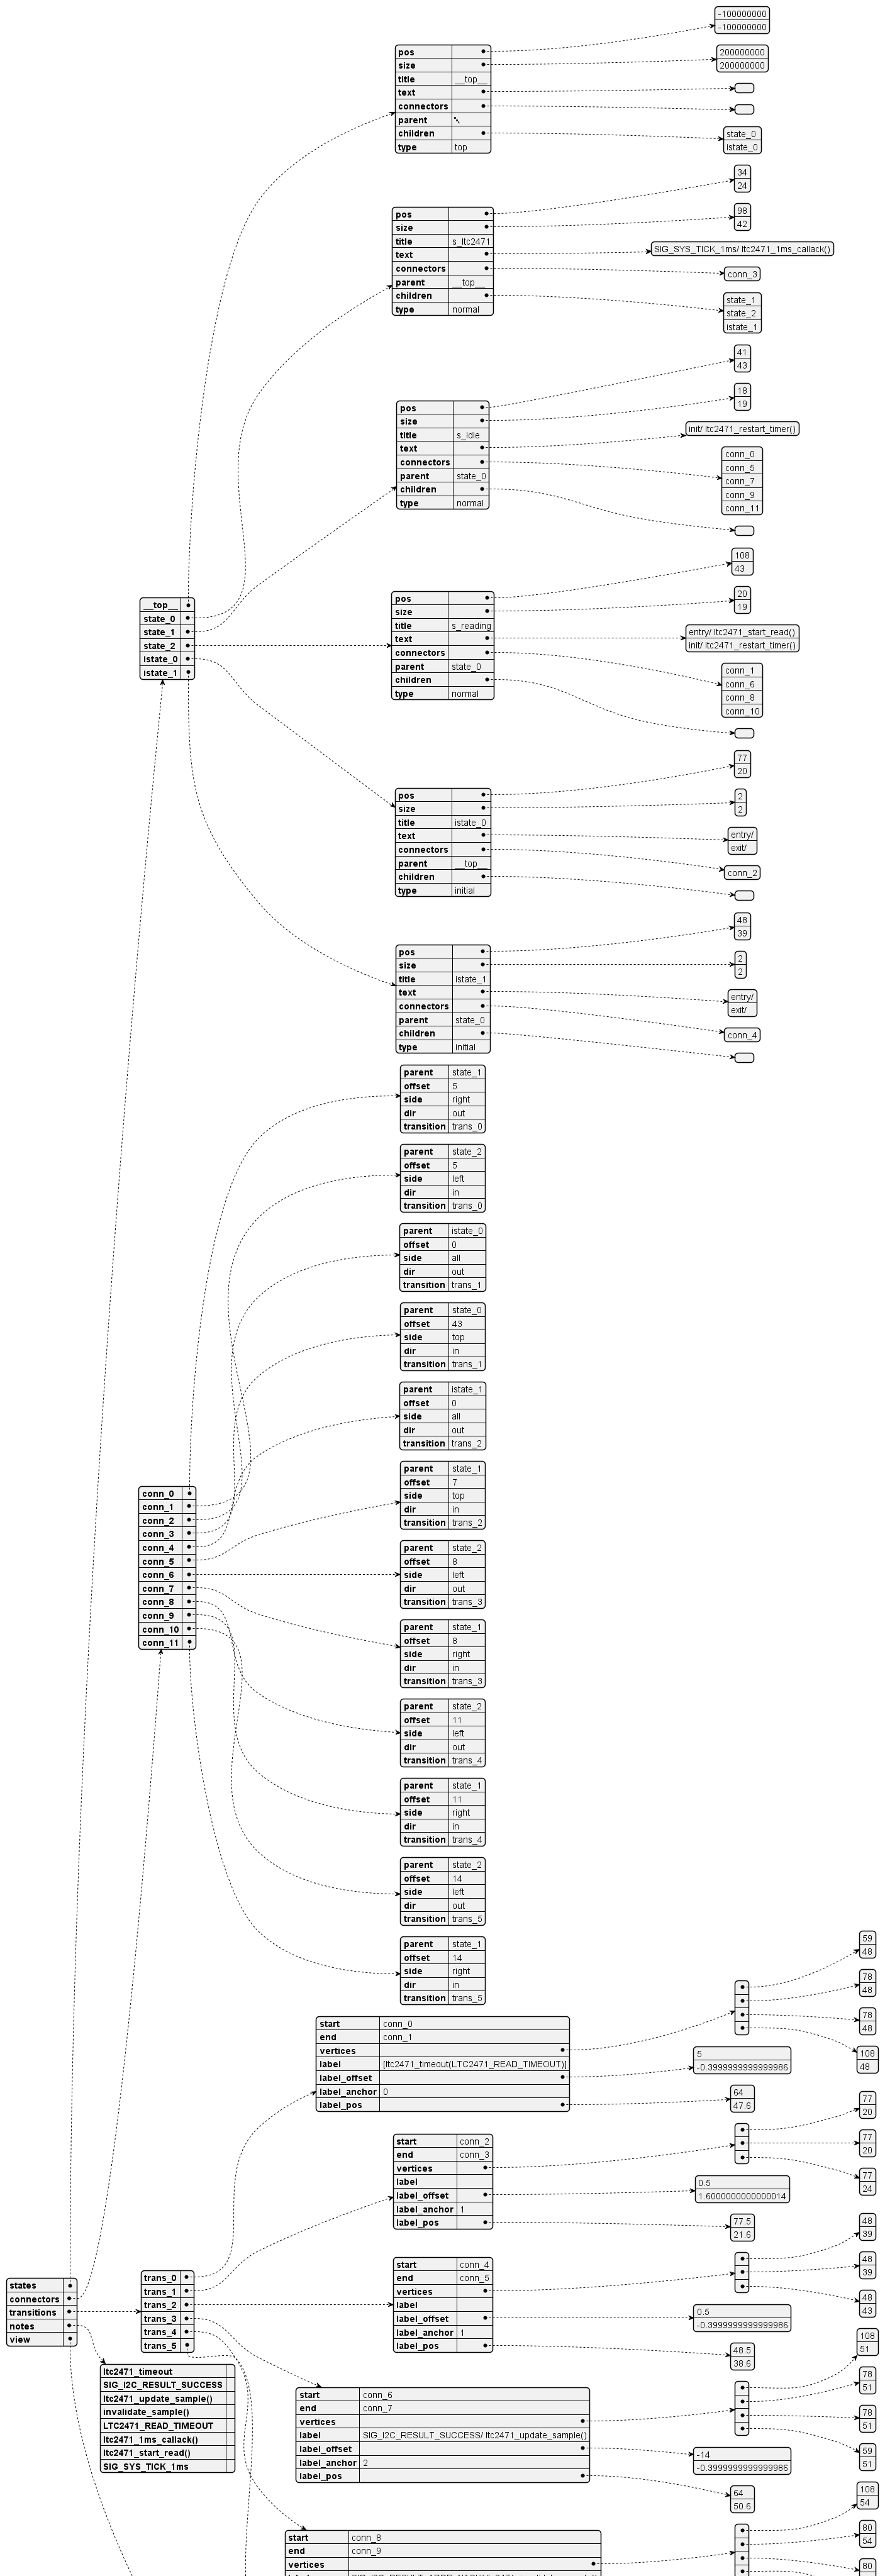 -100000000
-100000000
pos
size
title __top__
text
connectors
parent
children
type top
200000000
200000000
state_0
istate_0
34
24
pos
size
title s_ltc2471
text
connectors
parent __top__
children
type normal
98
42
SIG_SYS_TICK_1ms/ ltc2471_1ms_callack()
conn_3
state_1
state_2
istate_1
41
43
pos
size
title s_idle
text
connectors
parent state_0
children
type normal
18
19
init/ ltc2471_restart_timer()
conn_0
conn_5
conn_7
conn_9
conn_11
108
43
pos
size
title s_reading
text
connectors
parent state_0
children
type normal
20
19
entry/ ltc2471_start_read()
init/ ltc2471_restart_timer()
conn_1
conn_6
conn_8
conn_10
__top__
state_0
state_1
state_2
istate_0
istate_1
77
20
pos
size
title istate_0
text
connectors
parent __top__
children
type initial
2
2
entry/
exit/
conn_2
48
39
pos
size
title istate_1
text
connectors
parent state_0
children
type initial
2
2
entry/
exit/
conn_4
parent state_1
offset 5
side right
dir out
transition trans_0
parent state_2
offset 5
side left
dir in
transition trans_0
parent istate_0
offset 0
side all
dir out
transition trans_1
parent state_0
offset 43
side top
dir in
transition trans_1
parent istate_1
offset 0
side all
dir out
transition trans_2
parent state_1
offset 7
side top
dir in
transition trans_2
conn_0
conn_1
conn_2
conn_3
conn_4
conn_5
conn_6
conn_7
conn_8
conn_9
conn_10
conn_11
parent state_2
offset 8
side left
dir out
transition trans_3
parent state_1
offset 8
side right
dir in
transition trans_3
parent state_2
offset 11
side left
dir out
transition trans_4
parent state_1
offset 11
side right
dir in
transition trans_4
parent state_2
offset 14
side left
dir out
transition trans_5
parent state_1
offset 14
side right
dir in
transition trans_5
start conn_0
end conn_1
vertices
label [ltc2471_timeout(LTC2471_READ_TIMEOUT)]
label_offset
label_anchor 0
label_pos
59
48
78
48
78
48
108
48
5
-0.3999999999999986
64
47.6
start conn_2
end conn_3
vertices
label
label_offset
label_anchor 1
label_pos
77
20
77
20
77
24
0.5
1.6000000000000014
77.5
21.6
start conn_4
end conn_5
vertices
label
label_offset
label_anchor 1
label_pos
48
39
48
39
48
43
0.5
-0.3999999999999986
48.5
38.6
states
connectors
transitions
notes
view
trans_0
trans_1
trans_2
trans_3
trans_4
trans_5
ltc2471_timeout
SIG_I2C_RESULT_SUCCESS
ltc2471_update_sample()
invalidate_sample()
LTC2471_READ_TIMEOUT
ltc2471_1ms_callack()
ltc2471_start_read()
SIG_SYS_TICK_1ms
start conn_6
end conn_7
vertices
label SIG_I2C_RESULT_SUCCESS/ ltc2471_update_sample()
label_offset
label_anchor 2
label_pos
108
51
78
51
78
51
59
51
-14
-0.3999999999999986
64
50.6
start conn_8
end conn_9
vertices
108
54
80
54
80